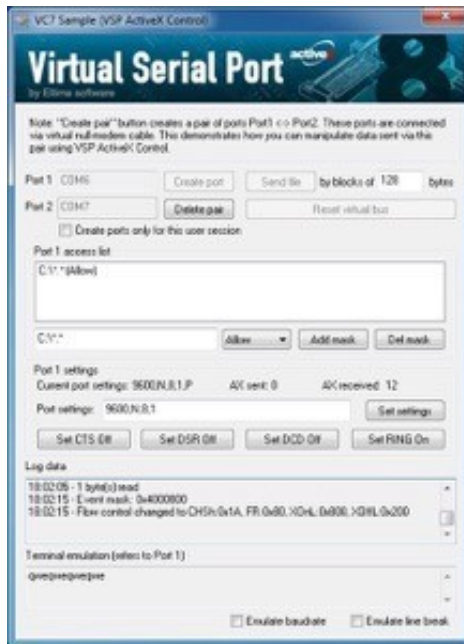 VC7 Sample (VSP ActiveX Control)
Virtual Serial Port
activeX
8
by Eltima software
Note: "Create pair" button creates a pair of ports Port1 <-> Port2. These ports are connected
via virtual null-modem cable. This demonstrates how you can manipulate data sent via this
pair using VSP ActiveX Control.
Port 1 COM6 Create port Send file by blocks of 128 bytes
Port 2 COM7 Delete pair Reset virtual bus
Create ports only for this user session
Port 1 access list
C:\*.* (Allow)
C:\*.* Allow Add mask Del mask
Port 1 settings
Current port settings: 9600,N,8,1,P AX sent: 0 AX received: 12
Port settings: 9600,N,8,1 Set settings
Set CTS Off Set DSR Off Set DCD Off Set RING On
Log data
18:02:05 - 1 byte(s) read
18:02:15 - Event mask: 0x4000800
18:02:15 - Flow control changed to CHSH:0x1A, FR:0x80, XOnL:0x800, XOffL:0x200
Terminal emulation (refers to Port 1)
qweqweqweqwe
Emulate baudrate Emulate line break